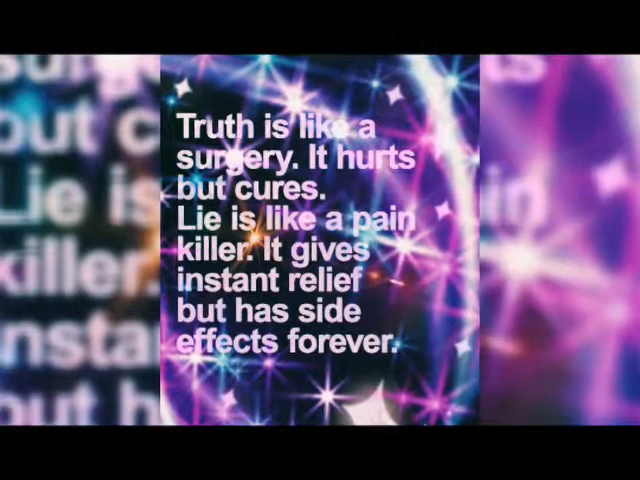 Truth is like a
surgery. It hurts
but cures.
Lie is like a pain
killer. It gives
instant relief
but has side
effects forever.